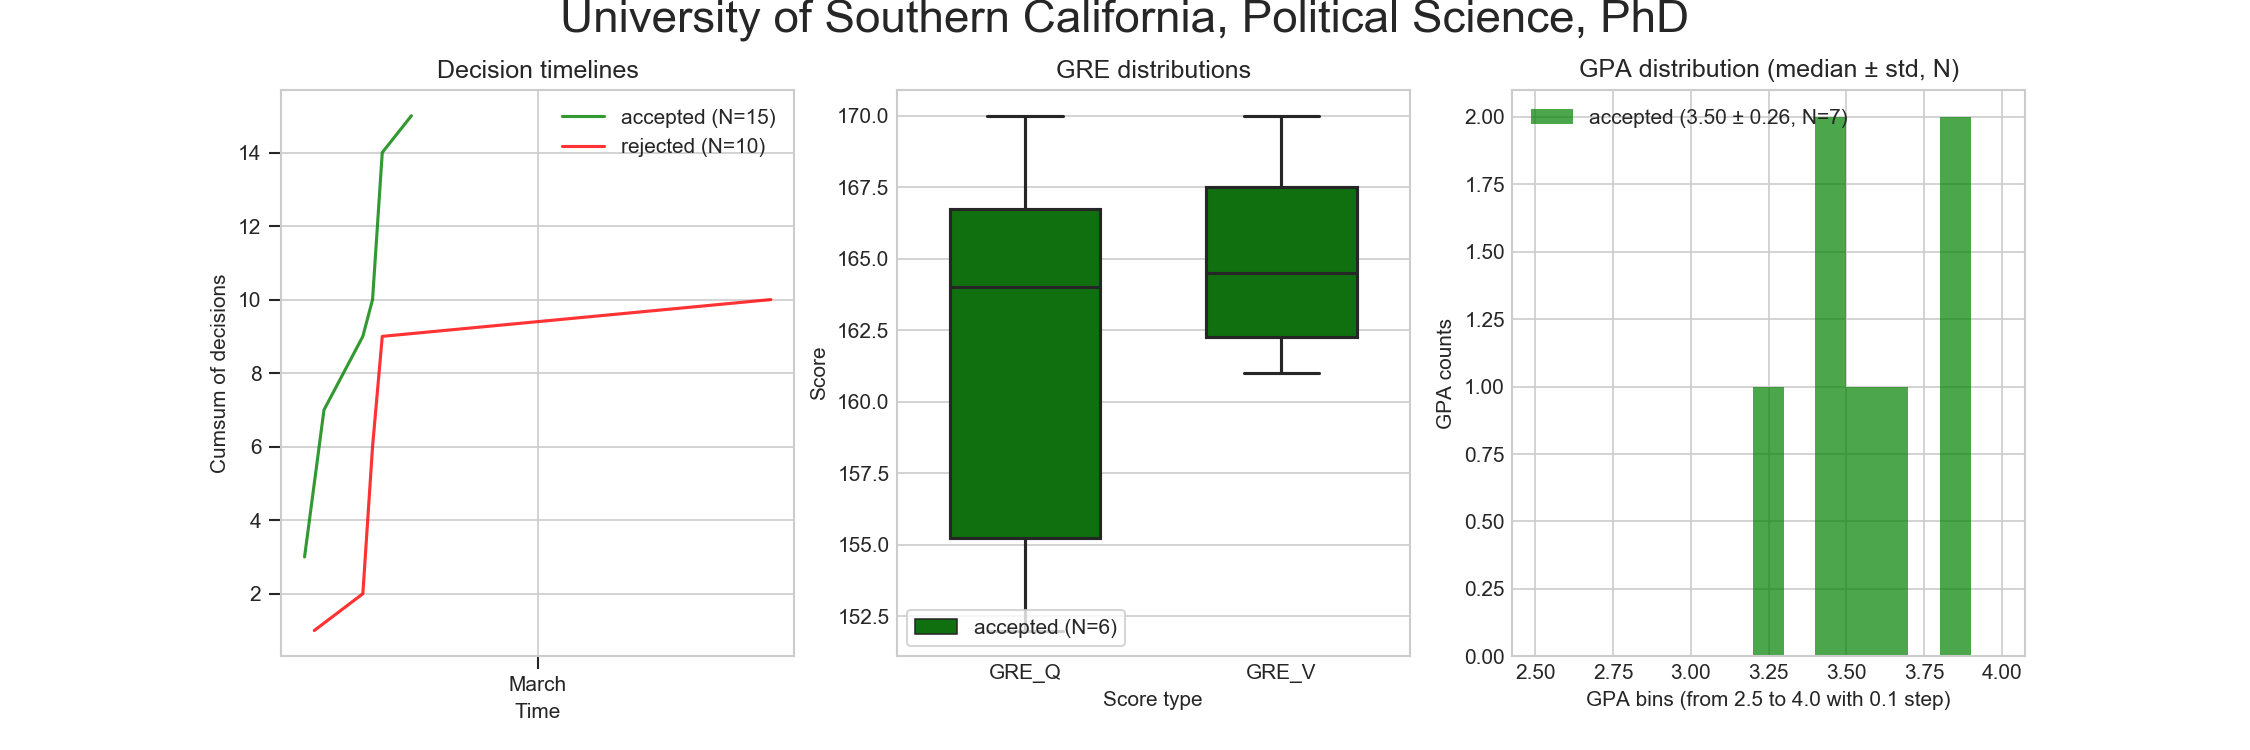 University of Southern California, Political Science, PhD
Decision timelines
accepted (N=15)
rejected (N=10)
14
12
10
8
6
4
2
Cumsum of decisions
March
Time
GRE distributions
170.0
167.5
165.0
162.5
160.0
157.5
155.0
152.5
Score
accepted (N=6)
GRE_Q GRE_V
Score type
GPA distribution (median ± std, N)
accepted (3.50 ± 0.26, N=7)
2.00
1.75
1.50
1.25
1.00
0.75
0.50
0.25
0.00
GPA counts
2.50 2.75 3.00 3.25 3.50 3.75 4.00
GPA bins (from 2.5 to 4.0 with 0.1 step)